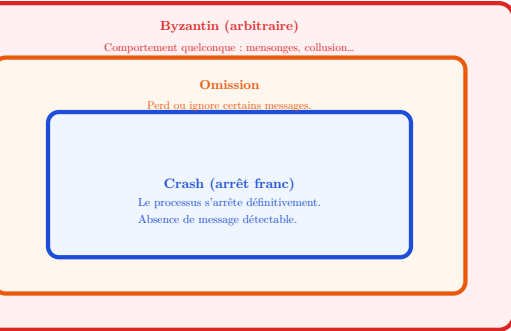 Byzantin (arbitraire)
Comportement quelconque : mensonges, collusion…
Omission
Perd ou ignore certains messages.
Crash (arrêt franc)
Le processus s'arrête définitivement.
Absence de message détectable.